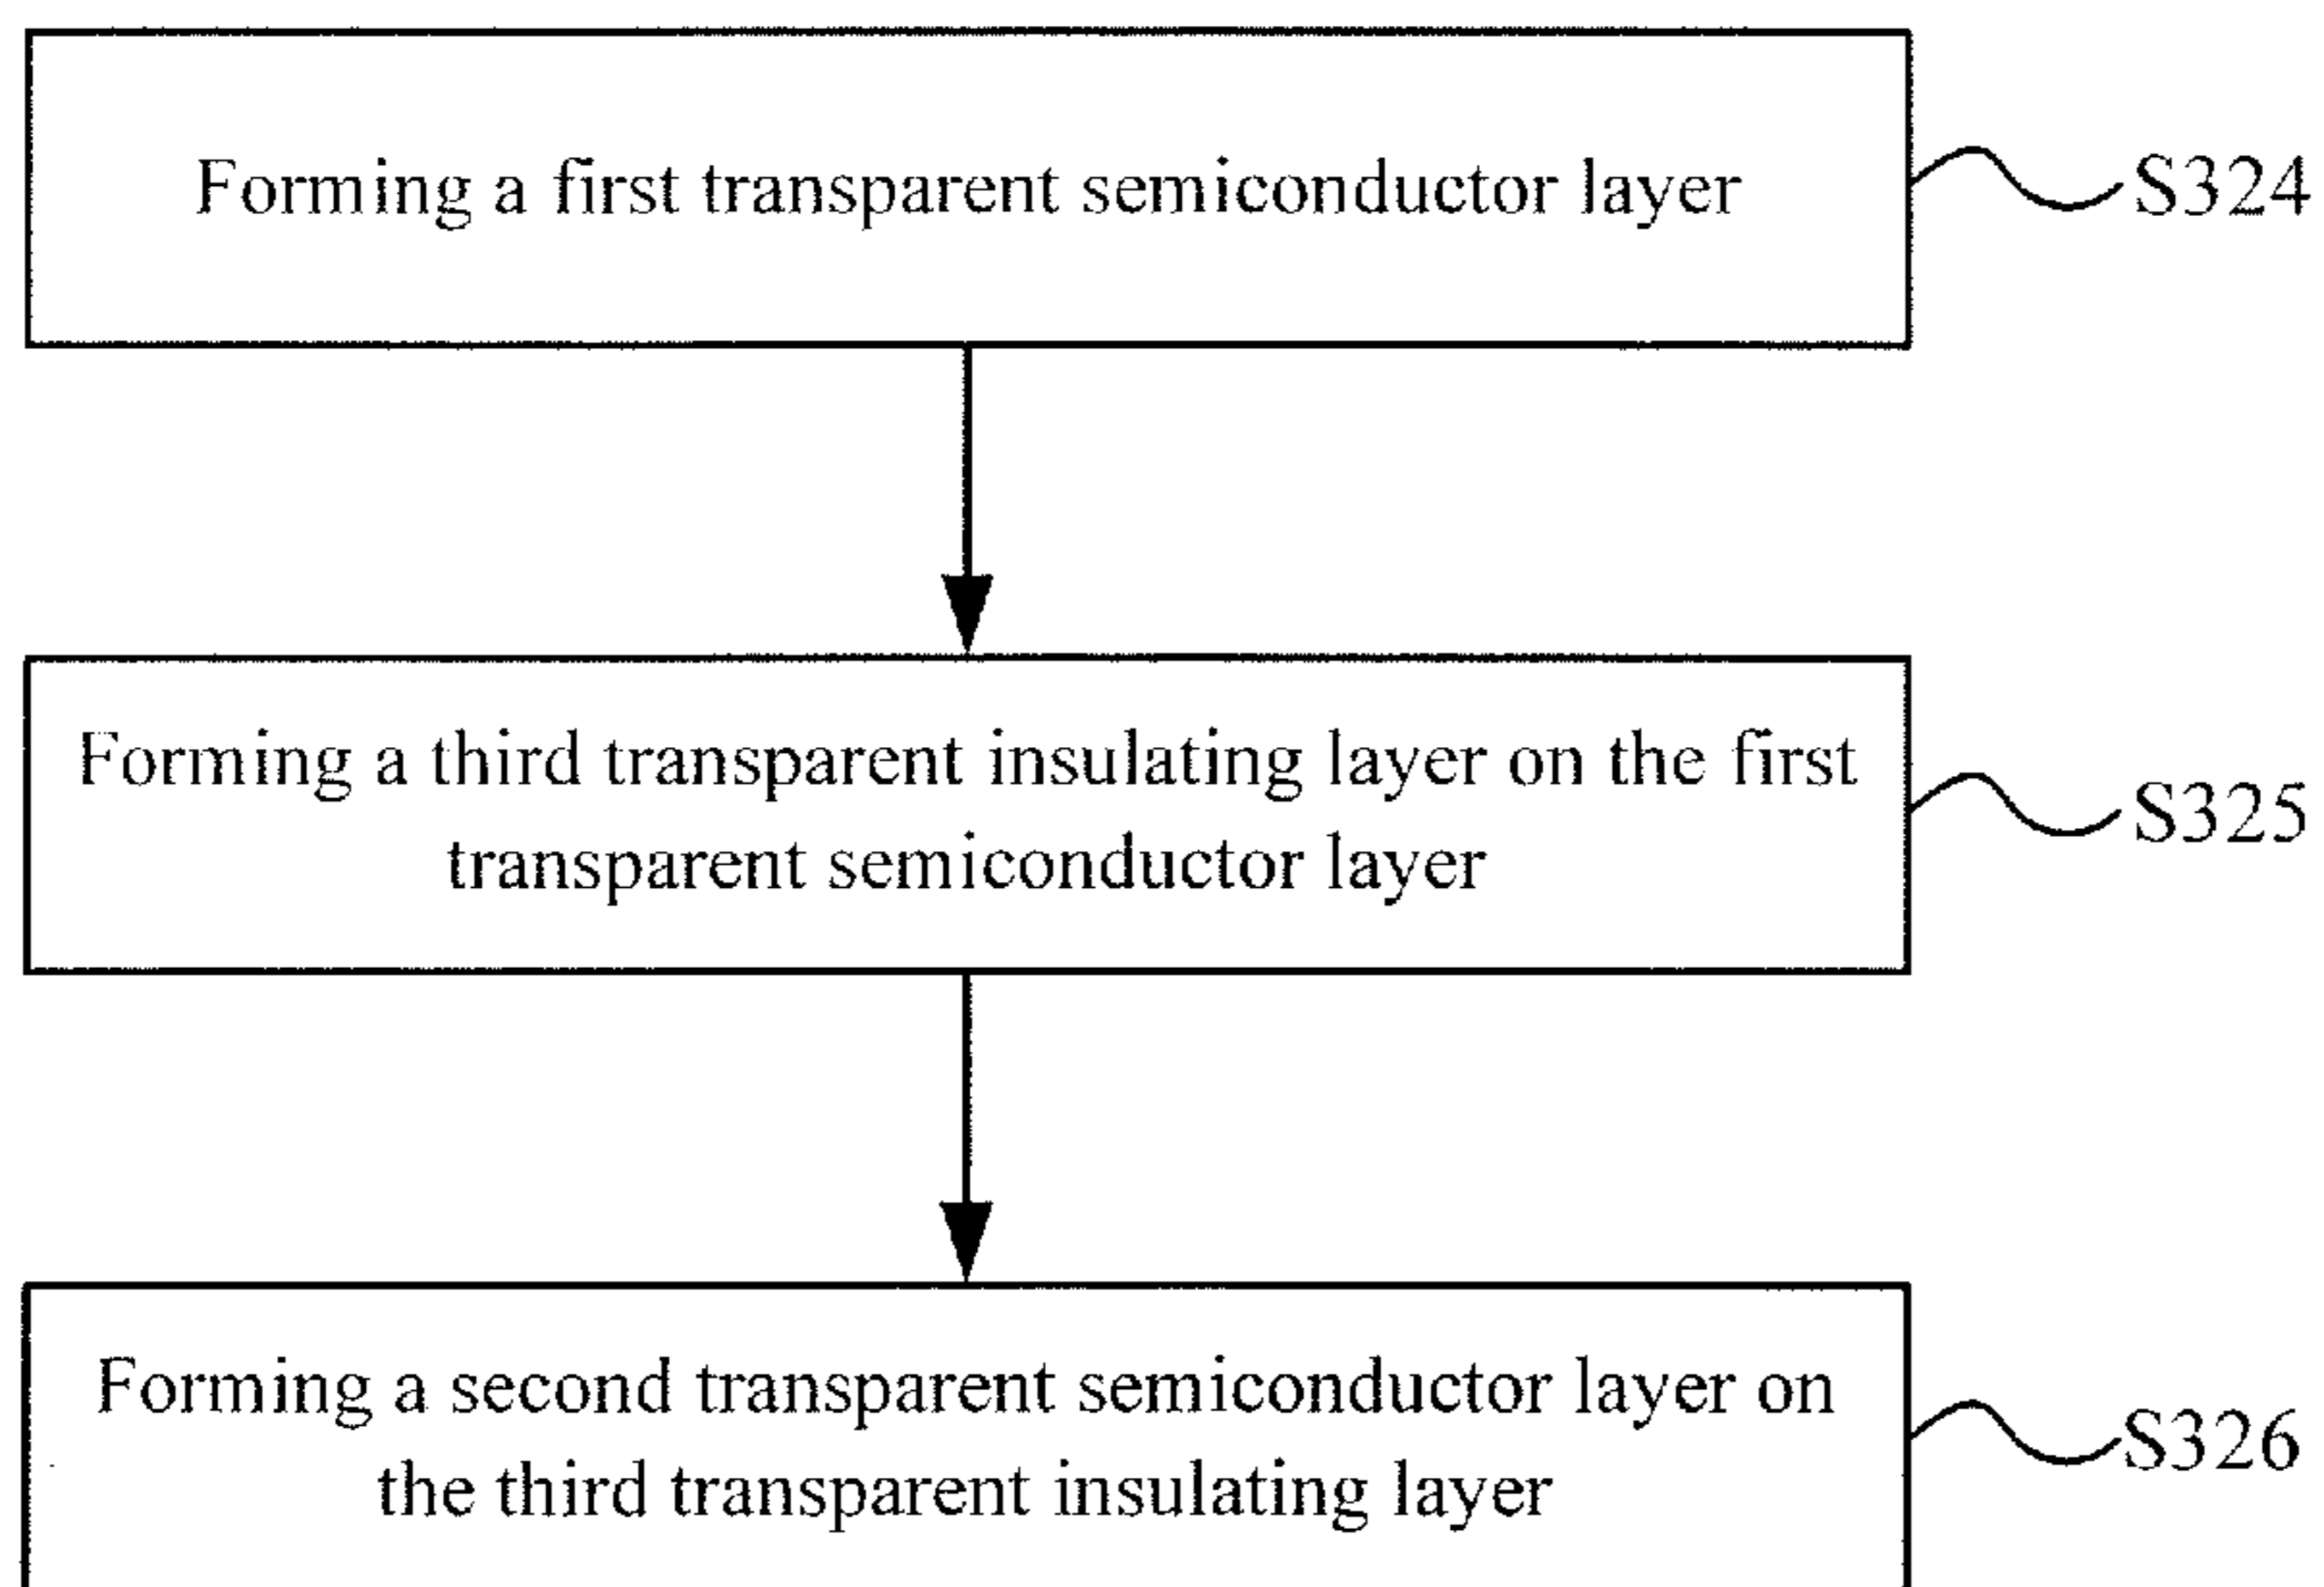 Forming a first transparent semiconductor layer
S324
Forming a third transparent insulating layer on the first
transparent semiconductor layer
S325
Forming a second transparent semiconductor layer on
the third transparent insulating layer
S326